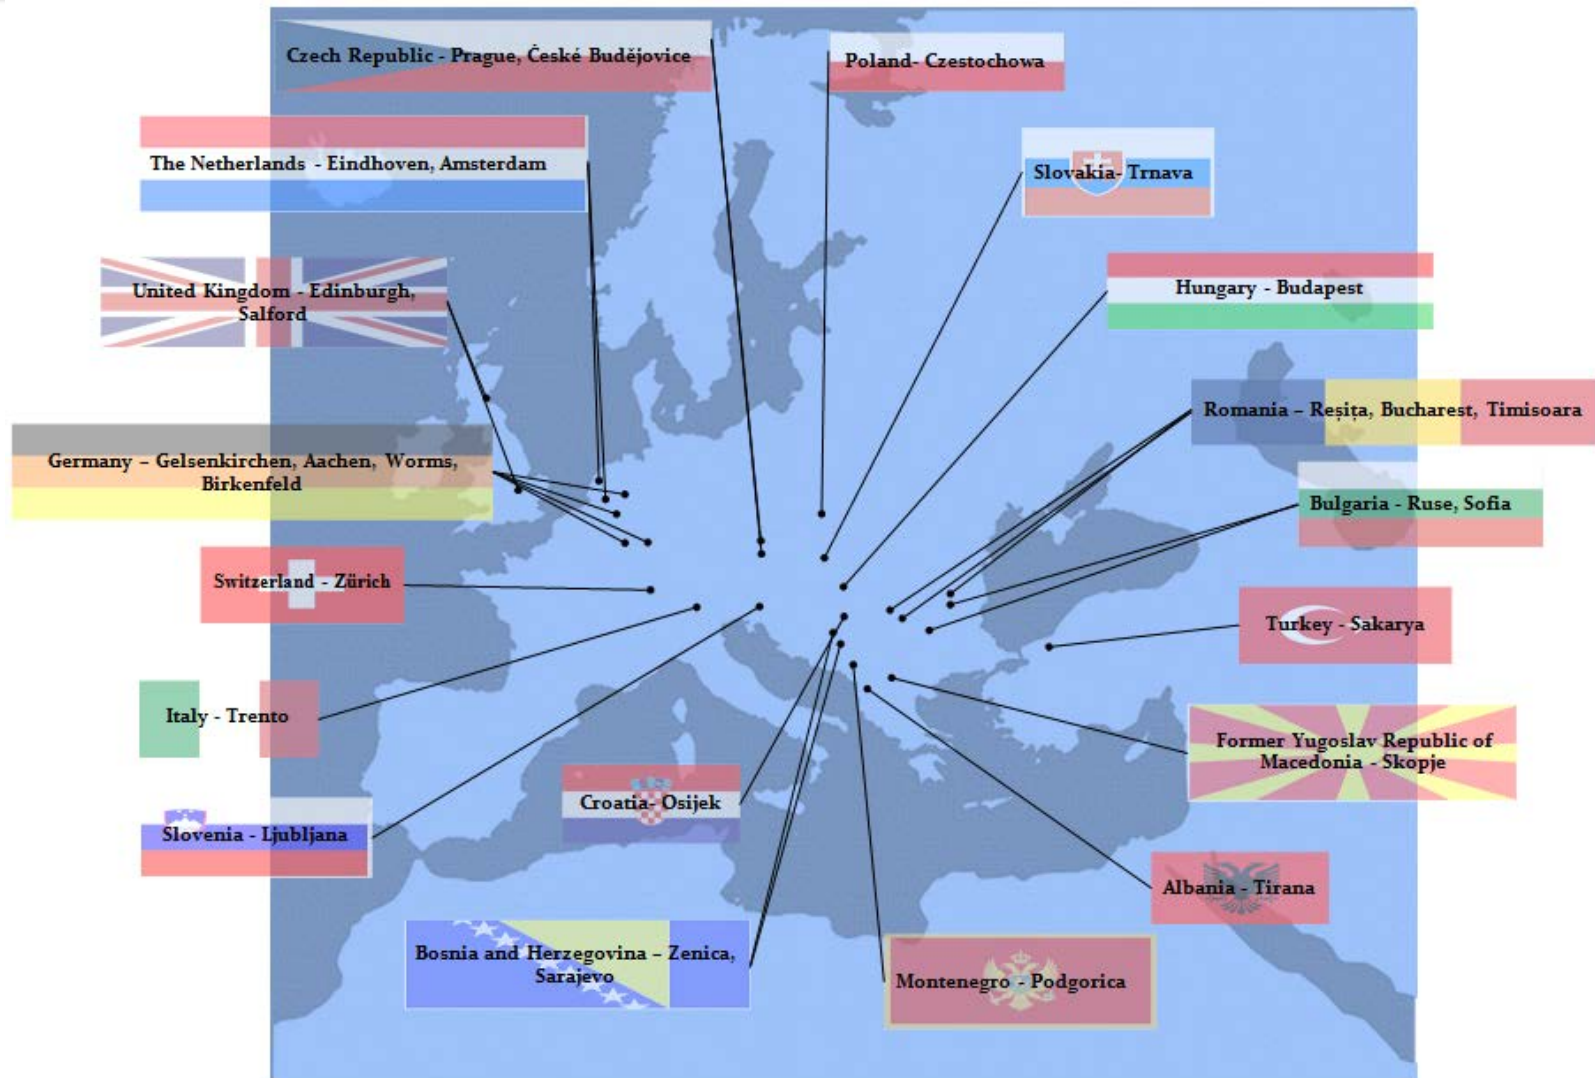 Czech Republic - Prague, České Budějovice
Poland- Czestochowa
The Netherlands - Eindhoven, Amsterdam
Slovakia- Trnava
United Kingdom - Edinburgh,
Salford
Hungary - Budapest
Romania – Reșița, Bucharest, Timisoara
Germany – Gelsenkirchen, Aachen, Worms,
Birkenfeld
Bulgaria - Ruse, Sofia
Switzerland - Zürich
Turkey - Sakarya
Italy - Trento
Former Yugoslav Republic of
Macedonia - Skopje
Croatia- Osijek
Slovenia - Ljubljana
Albania - Tirana
Bosnia and Herzegovina – Zenica,
Sarajevo
Montenegro - Podgorica